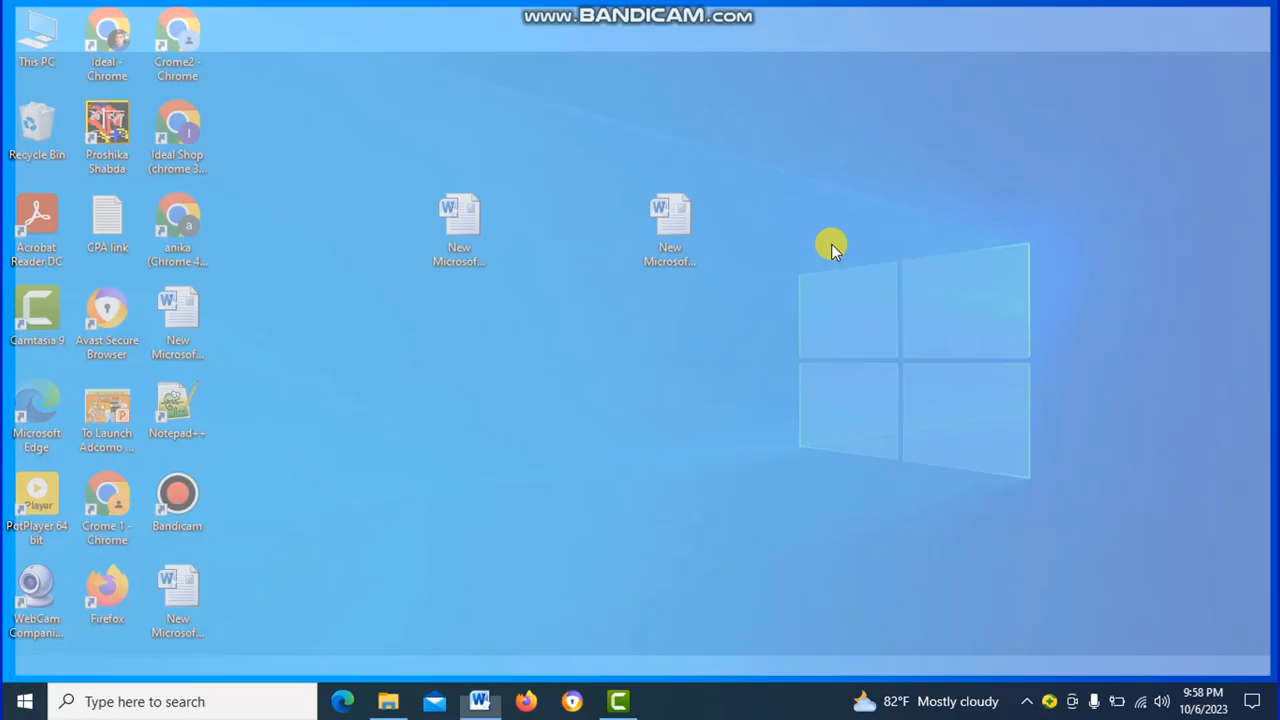 www.BANDICAM.com
This PC
Ideal -
Chrome
Crome2 -
Chrome
Recycle Bin
Proshika
Shabda
Ideal Shop
(chrome 3...
Acrobat
Reader DC
CPA link
anika
(Chrome 4...
New
Microsof...
New
Microsof...
Camtasia 9
Avast Secure
Browser
New
Microsof...
Microsoft
Edge
To Launch
Adcomo ...
Notepad++
Player
PotPlayer 64
bit
Crome 1 -
Chrome
Bandicam
WebCam
Compani...
Firefox
New
Microsof...
Type here to search
82°F Mostly cloudy
9:58 PM
10/6/2023